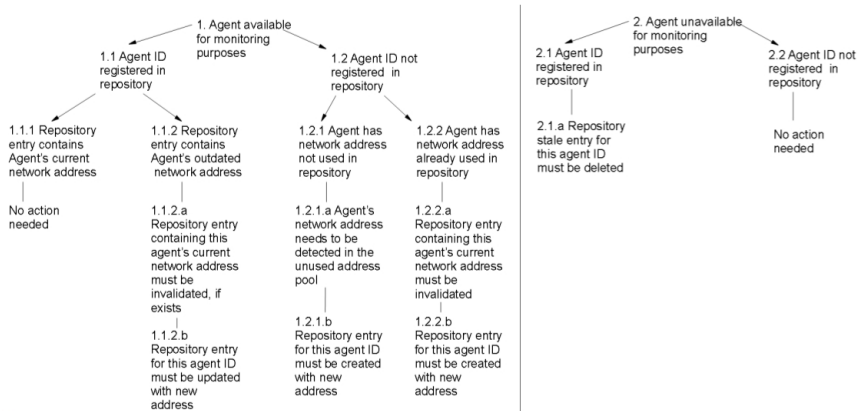 1. Agent available
for monitoring
purposes
1.1 Agent ID
registered in
repository
1.2 Agent ID not
registered in
repository
1.1.1 Repository
entry contains
Agent's current
network address
1.1.2 Repository
entry contains
Agent's outdated
network address
1.2.1 Agent has
network address
not used in
repository
1.2.2 Agent has
network address
already used in
repository
No action
needed
1.1.2.a
Repository entry
containing this
agent's current
network address
must be
invalidated, if
exists
1.2.1.a Agent's
network address
needs to be
detected in the
unused address
pool
1.2.2.a
Repository entry
containing this
agent's current
network address
must be
invalidated
1.1.2.b
Repository entry
for this agent ID
must be updated
with new
address
1.2.1.b
Repository entry
for this agent ID
must be created
with new
address
1.2.2.b
Repository entry
for this agent ID
must be created
with new
address
2. Agent unavailable
for monitoring
purposes
2.1 Agent ID
registered in
repository
2.2 Agent ID not
registered in
repository
2.1.a Repository
stale entry for
this agent ID
must be deleted
No action
needed